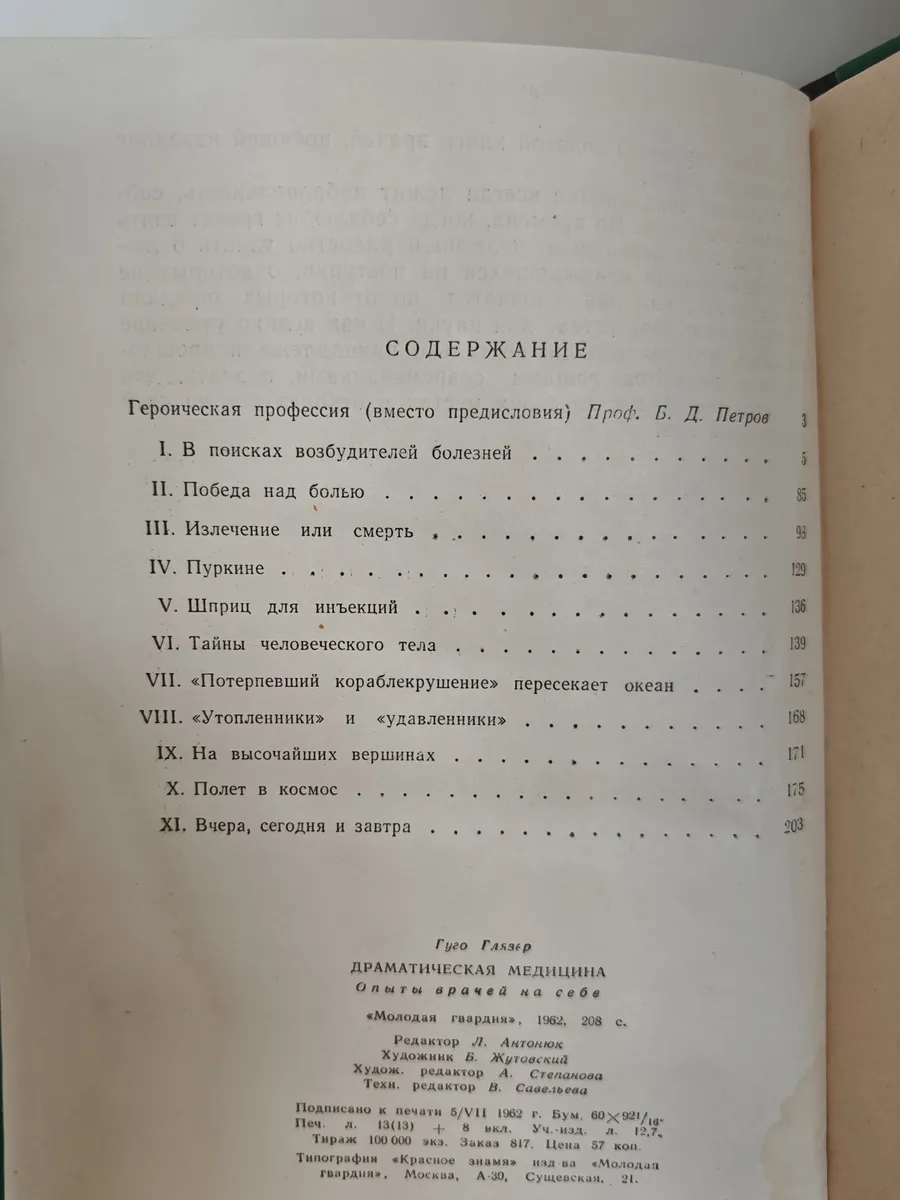 СОДЕРЖАНИЕ
Героическая профессия (вместо предисловия) Проф. Б. Д. Петров 3
I. В поисках возбудителей болезней . . . . . . . . . . . 5
II. Победа над болью . . . . . . . . . . . . . . . . . 85
III. Излечение или смерть . . . . . . . . . . . . . . 93
IV. Пуркине . . . . . . . . . . . . . . . . . . . . 129
V. Шприц для инъекций . . . . . . . . . . . . . . . 136
VI. Тайны человеческого тела . . . . . . . . . . . . . 139
VII. «Потерпевший кораблекрушение» пересекает океан . . . . 157
VIII. «Утопленники» и «удавленники» . . . . . . . . . . 168
IX. На высочайших вершинах . . . . . . . . . . . . . 171
X. Полет в космос . . . . . . . . . . . . . . . . . 175
XI. Вчера, сегодня и завтра . . . . . . . . . . . . . . 203
Гуго Глязер
ДРАМАТИЧЕСКАЯ МЕДИЦИНА
Опыты врачей на себе
«Молодая гвардия», 1962, 208 с.
Редактор Л. Антонюк
Художник Б. Жутовский
Худож. редактор А. Степанова
Техн. редактор В. Савельева
Подписано к печати 5/VII 1962 г. Бум. 60×92 1/16.
Печ. л. 13(13) + 8 вкл. Уч.-изд. л. 12,7.
Тираж 100 000 экз. Заказ 817. Цена 57 коп.
Типография «Красное знамя» изд-ва «Молодая
гвардия», Москва, А-30, Сущевская, 21.